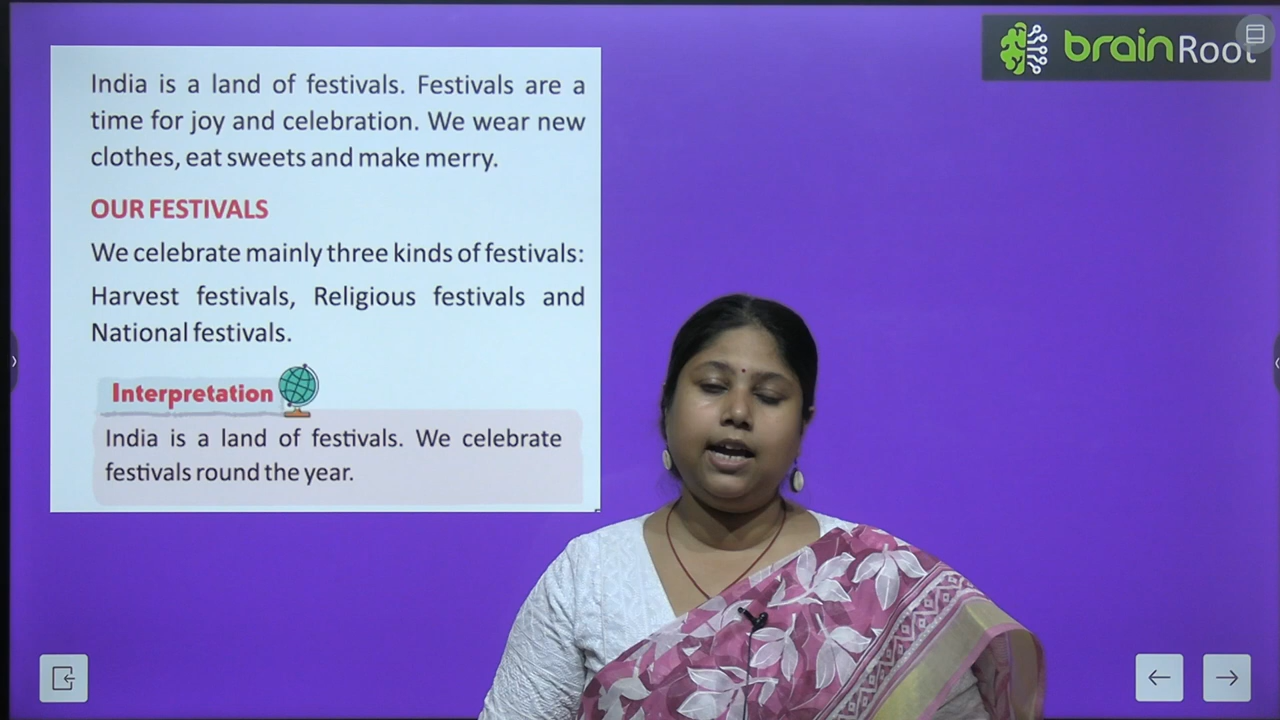 brainRoot
India is a land of festivals. Festivals are a
time for joy and celebration. We wear new
clothes, eat sweets and make merry.
OUR FESTIVALS
We celebrate mainly three kinds of festivals:
Harvest festivals, Religious festivals and
National festivals.
Interpretation
India is a land of festivals. We celebrate
festivals round the year.